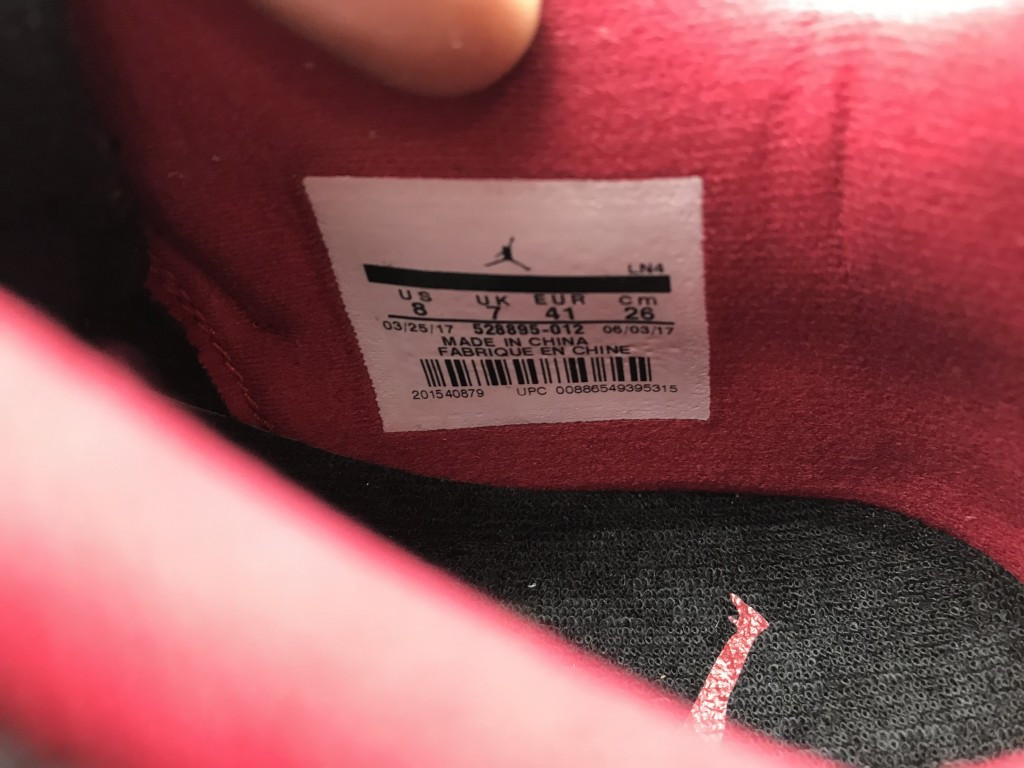 LN4
US UK EUR cm
8 7 41 26
03/25/17 528895-012 06/03/17
MADE IN CHINA
FABRIQUE EN CHINE
201540879 UPC 00886549395315